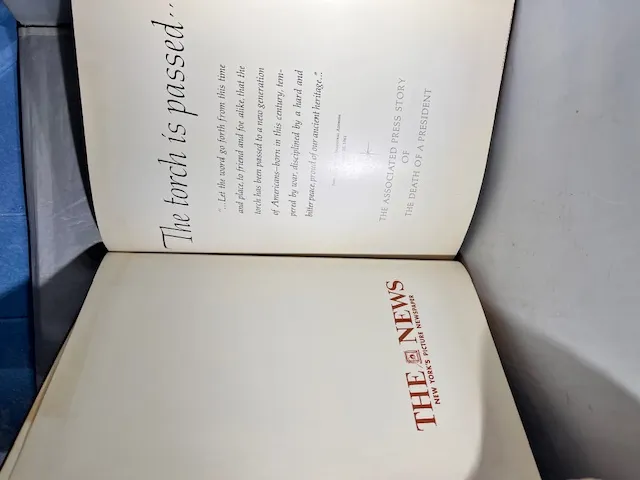 The torch is passed...
"...Let the word go forth from this time
and place, to friend and foe alike, that the
torch has been passed to a new generation
of Americans—born in this century, tem-
pered by war, disciplined by a hard and
bitter peace, proud of our ancient heritage..."
THE ASSOCIATED PRESS STORY
OF
THE DEATH OF A PRESIDENT
THE NEWS
NEW YORK'S PICTURE NEWSPAPER